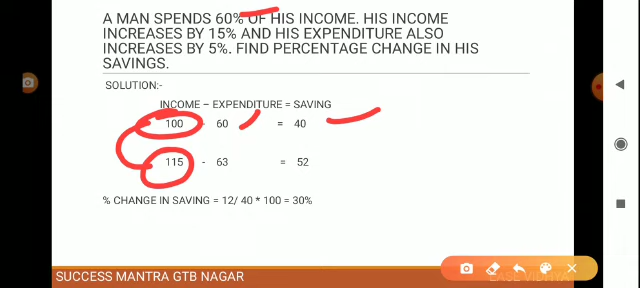 A MAN SPENDS 60% OF HIS INCOME. HIS INCOME
INCREASES BY 15% AND HIS EXPENDITURE ALSO
INCREASES BY 5%. FIND PERCENTAGE CHANGE IN HIS
SAVINGS.
SOLUTION:-
INCOME – EXPENDITURE = SAVING
100 - 60 = 40
115 - 63 = 52
% CHANGE IN SAVING = 12/ 40 * 100 = 30%
SUCCESS MANTRA GTB NAGAR